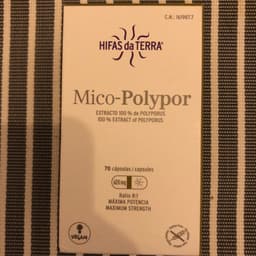 HIFAS da TERRA
Mico-Polypor
EXTRACTO 100 % de POLYPORUS
100 % EXTRACT of POLYPORUS
70 cápsulas / capsules
Ratio 8:1
MÁXIMA POTENCIA
MAXIMUM STRENGTH
VEGAN